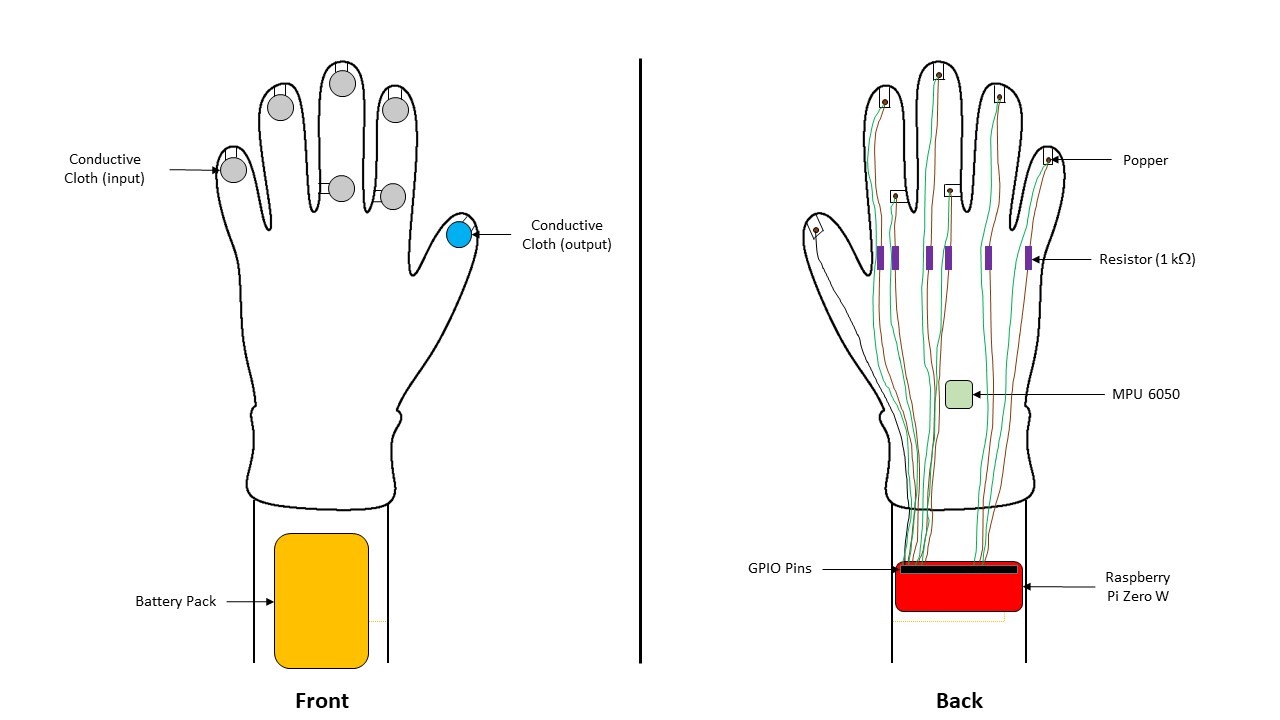 Conductive
Cloth (input)
Conductive
Cloth (output)
Battery Pack
Front
Popper
Resistor (1 kΩ)
MPU 6050
GPIO Pins
Raspberry
Pi Zero W
Back